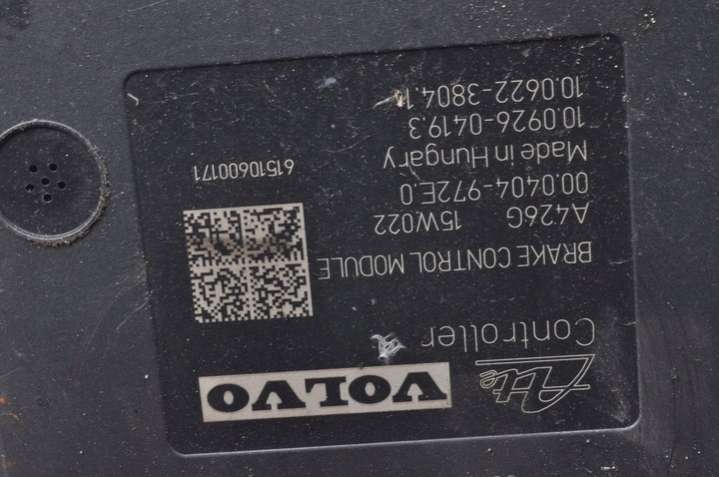 Ate VOLVO
Controller
BRAKE CONTROL MODULE
A426G 15W022
00.0404-972E.0
Made in Hungary
10.0926-0419.3
10.0622-3804.1
61510600171